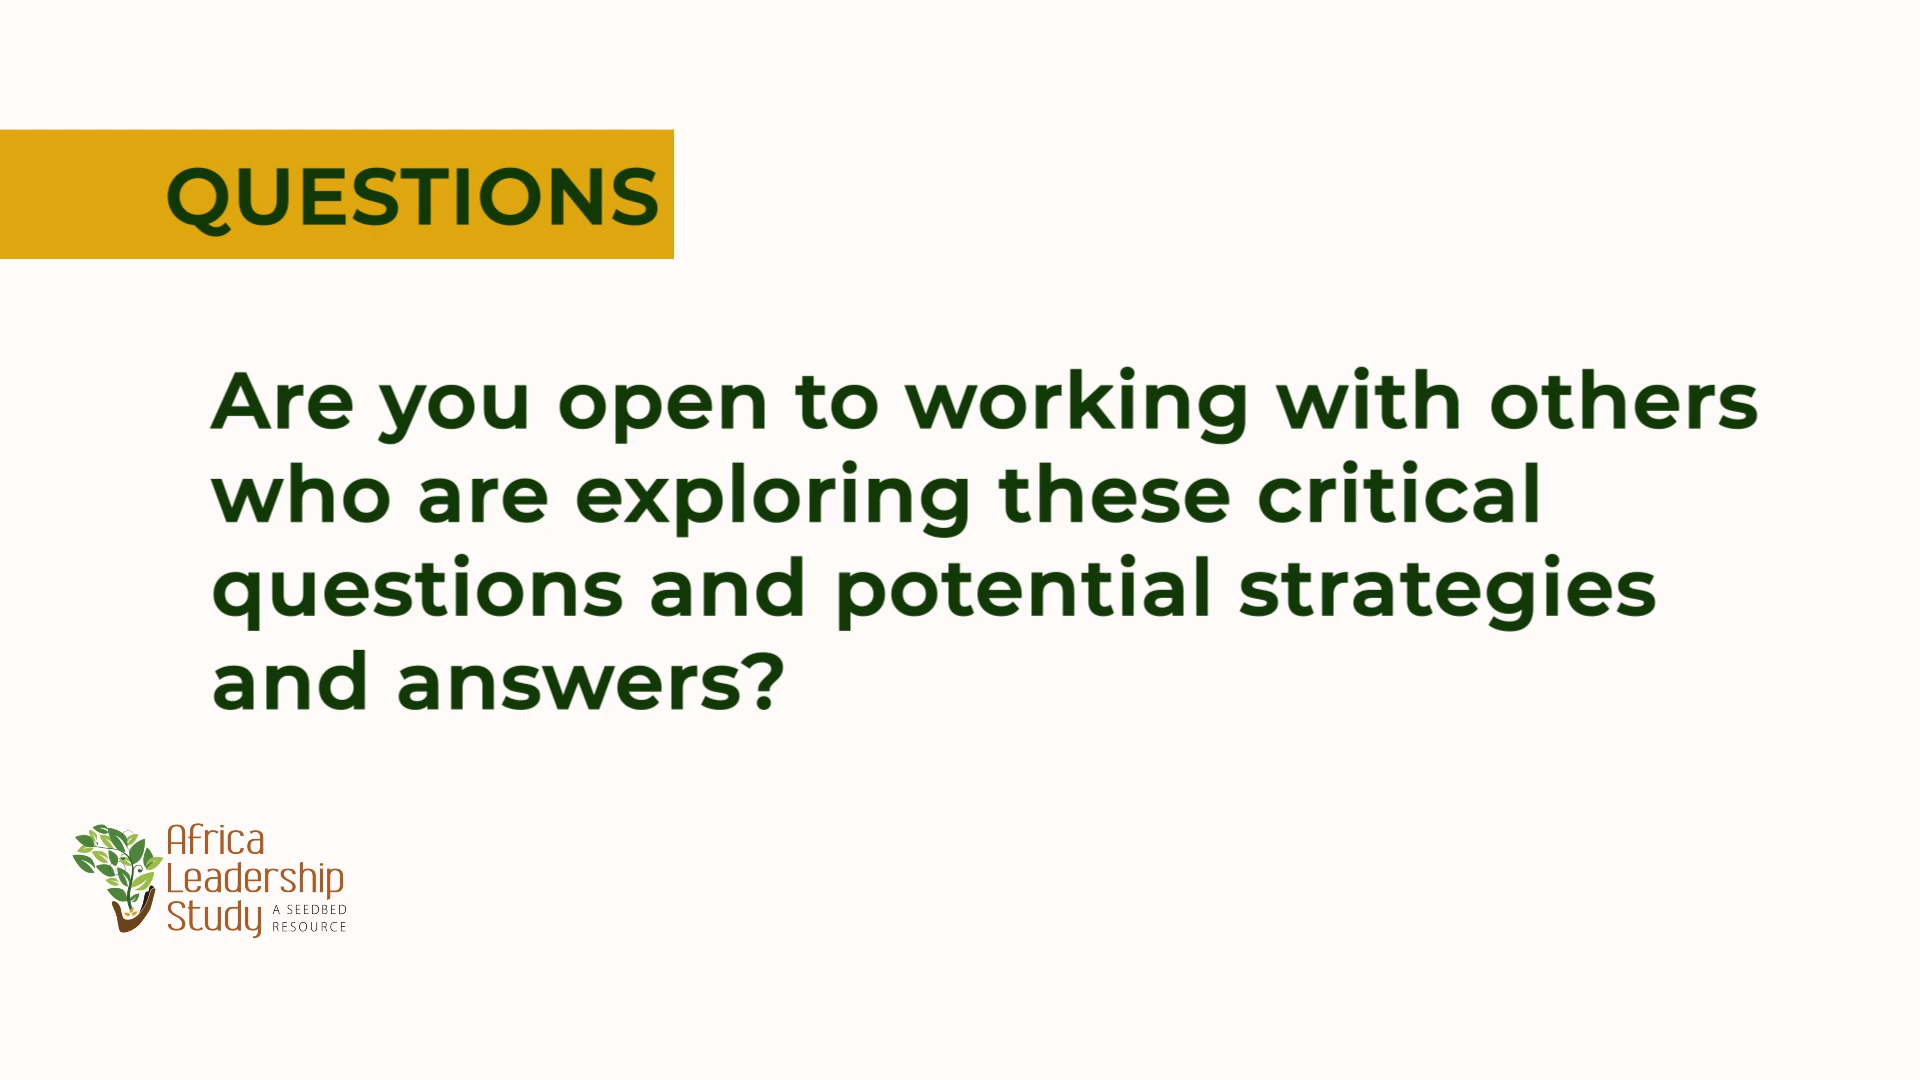 QUESTIONS
Are you open to working with others
who are exploring these critical
questions and potential strategies
and answers?
Africa
Leadership
Study
A SEEDBED
RESOURCE